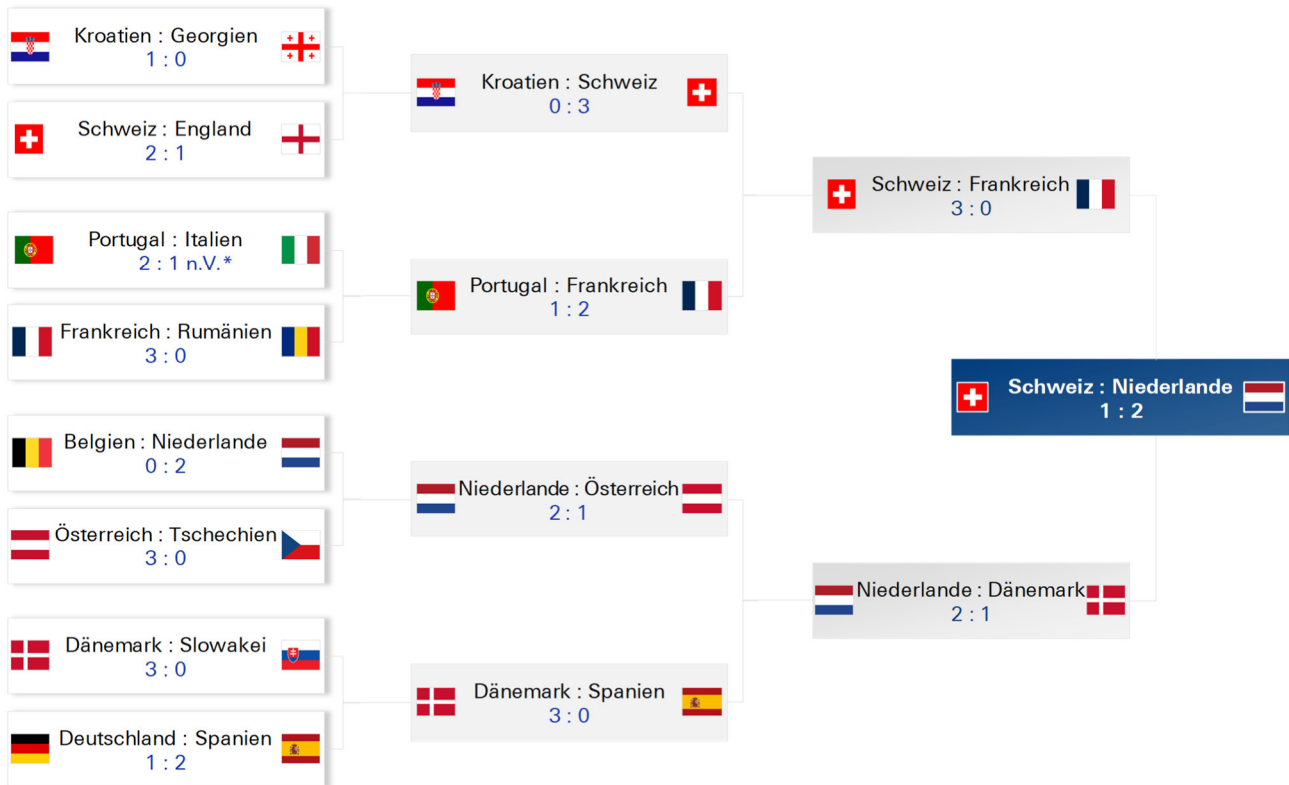 Kroatien : Georgien
1 : 0
Schweiz : England
2 : 1
Portugal : Italien
2 : 1 n.V.*
Frankreich : Rumänien
3 : 0
Belgien : Niederlande
0 : 2
Österreich : Tschechien
3 : 0
Dänemark : Slowakei
3 : 0
Deutschland : Spanien
1 : 2
Kroatien : Schweiz
0 : 3
Portugal : Frankreich
1 : 2
Niederlande : Österreich
2 : 1
Dänemark : Spanien
3 : 0
Schweiz : Frankreich
3 : 0
Niederlande : Dänemark
2 : 1
Schweiz : Niederlande
1 : 2